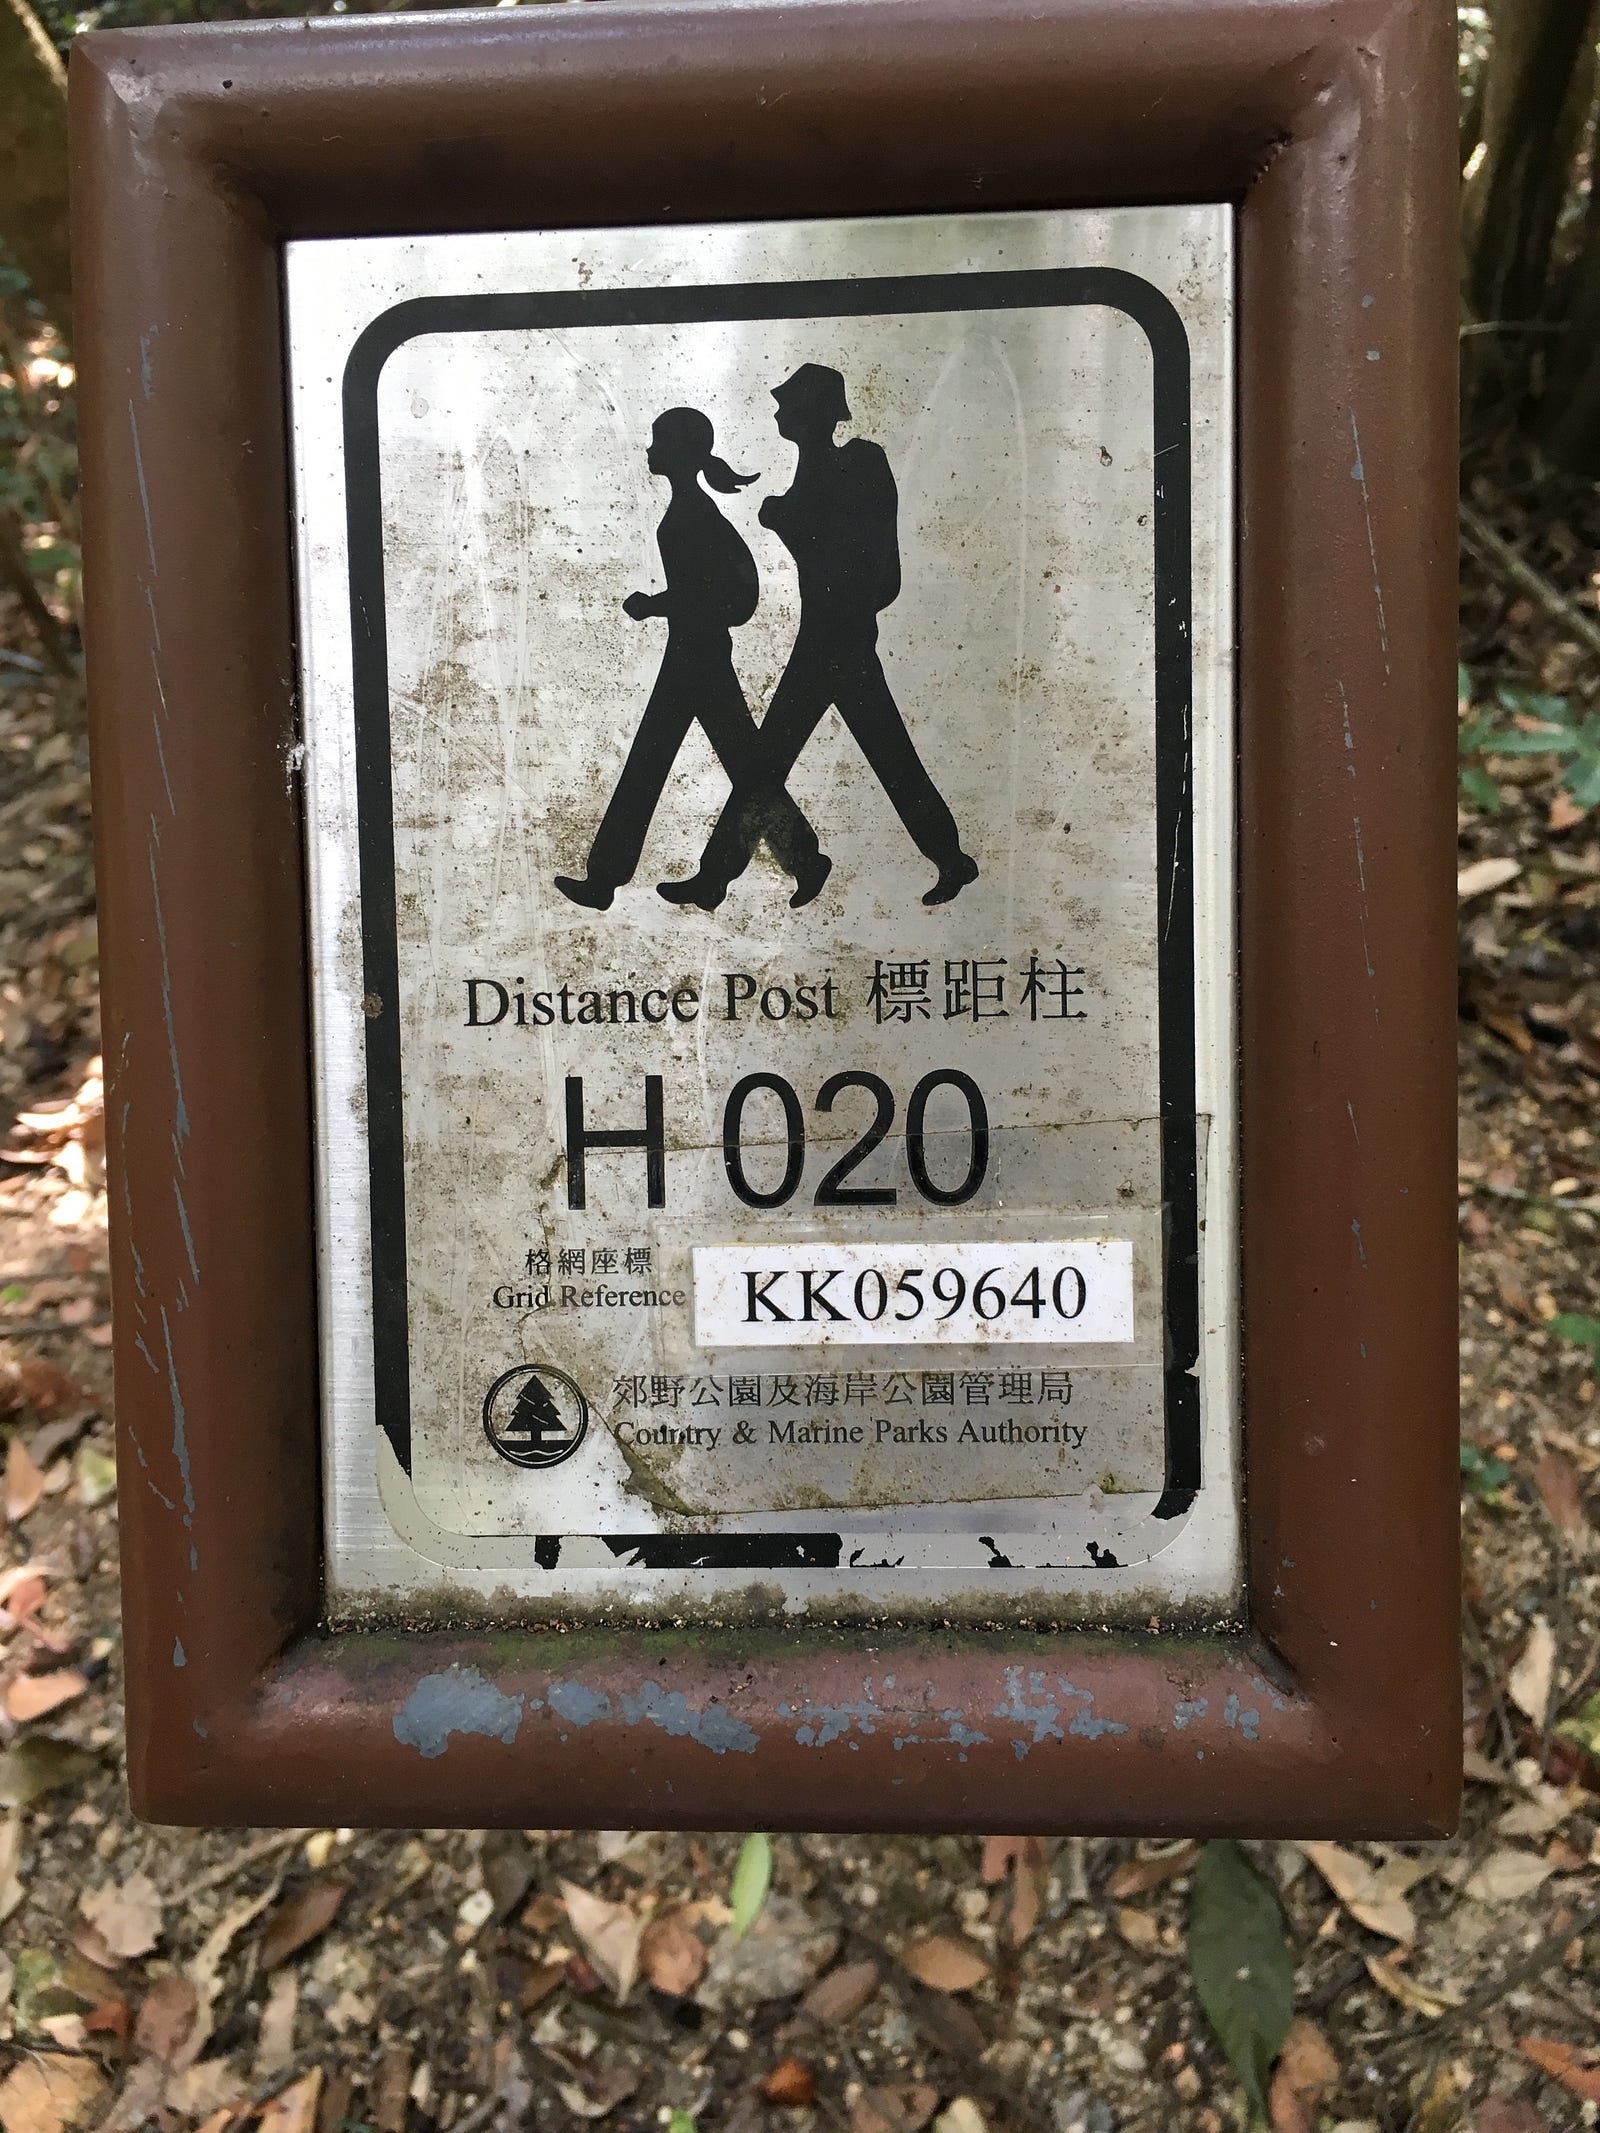 Distance Post 標距柱
H 020
格網座標
Grid Reference
KK059640
郊野公園及海岸公園管理局
Country & Marine Parks Authority